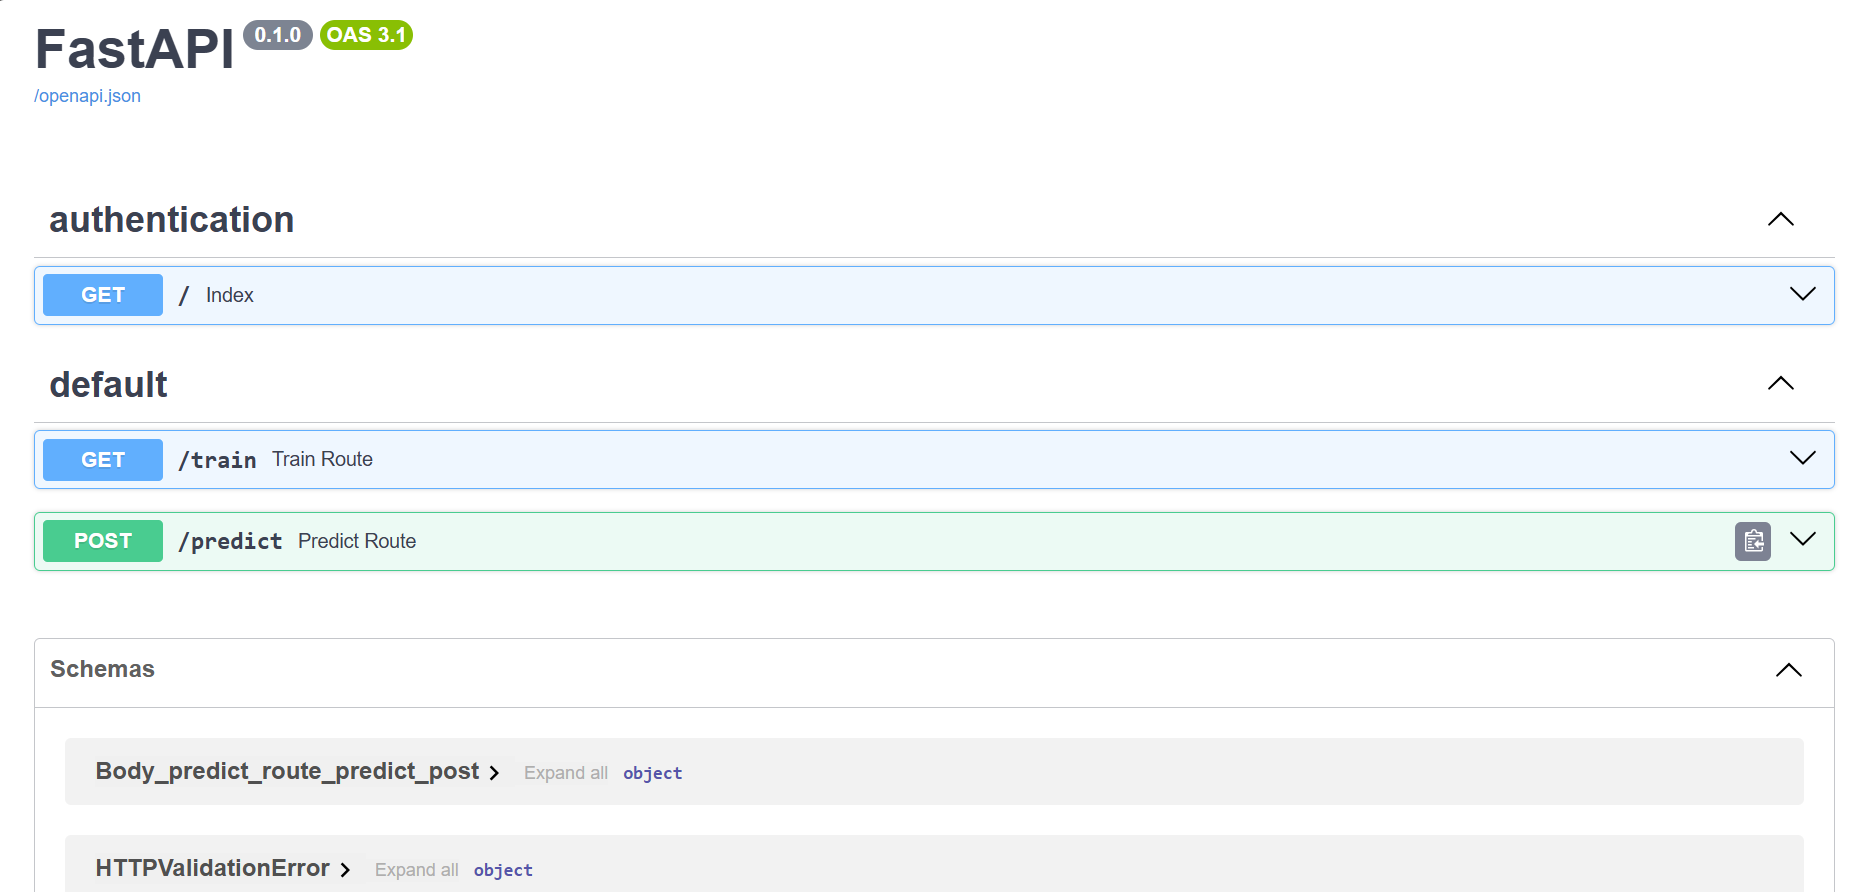 FastAPI 0.1.0 OAS 3.1
/openapi.json
authentication
GET / Index
default
GET /train Train Route
POST /predict Predict Route
Schemas
Body_predict_route_predict_post Expand all object
HTTPValidationError Expand all object